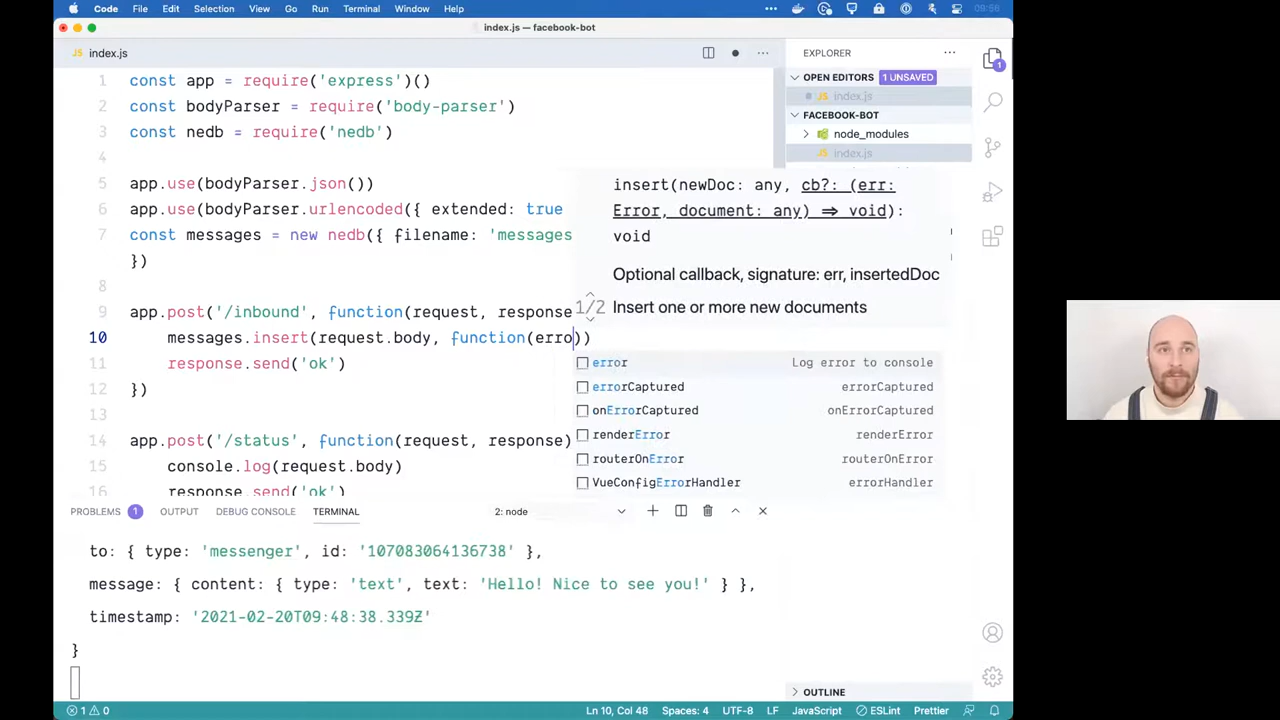 Code File Edit Selection View Go Run Terminal Window Help 09:56
index.js — facebook-bot
JS index.js
EXPLORER
OPEN EDITORS 1 UNSAVED
JS index.js
FACEBOOK-BOT
node_modules
JS index.js
1 const app = require('express')()
2 const bodyParser = require('body-parser')
3 const nedb = require('nedb')
4
5 app.use(bodyParser.json())
6 app.use(bodyParser.urlencoded({ extended: true
7 const messages = new nedb({ filename: 'messages
})
8
9 app.post('/inbound', function(request, response
10 messages.insert(request.body, function(erro))
11 response.send('ok')
12 })
13
14 app.post('/status', function(request, response)
15 console.log(request.body)
16 response.send('ok')
insert(newDoc: any, cb?: (err:
Error, document: any) => void):
void
Optional callback, signature: err, insertedDoc
1/2 Insert one or more new documents
error Log error to console
errorCaptured errorCaptured
onErrorCaptured onErrorCaptured
renderError renderError
routerOnError routerOnError
VueConfigErrorHandler errorHandler
PROBLEMS 1 OUTPUT DEBUG CONSOLE TERMINAL 2: node
to: { type: 'messenger', id: '107083064136738' },
message: { content: { type: 'text', text: 'Hello! Nice to see you!' } },
timestamp: '2021-02-20T09:48:38.339Z'
}
OUTLINE
1 0 Ln 10, Col 48 Spaces: 4 UTF-8 LF JavaScript ESLint Prettier